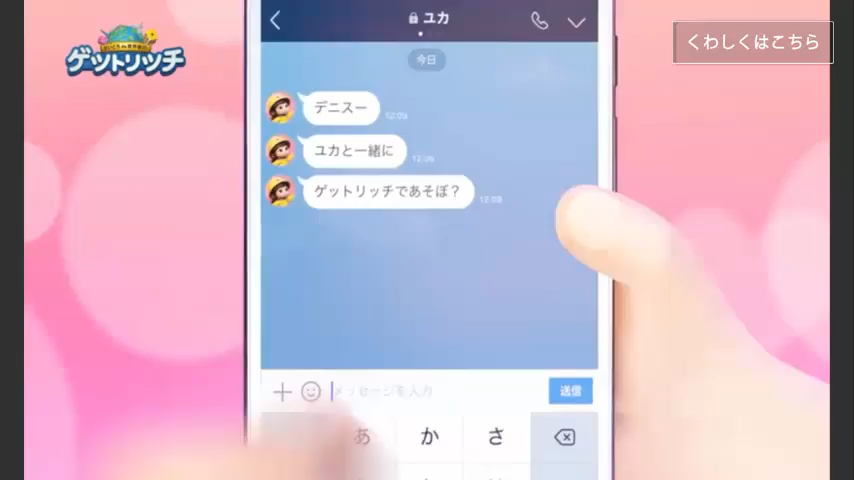 ゲットリッチ
ユカ
くわしくはこちら
今日
デニスー
12:09
ユカと一緒に
12:09
ゲットリッチであそぼ？
12:09
メッセージを入力
送信
あ
か
さ